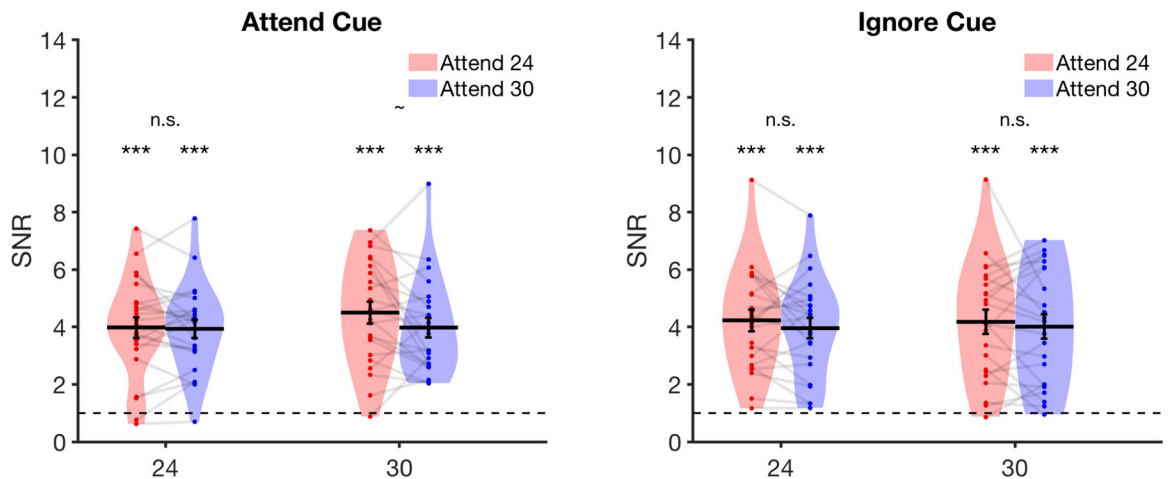 Attend Cue
14
12
10
8
6
4
2
0
SNR
Attend 24
Attend 30
n.s.
~
*** ***
*** ***
24
30
Ignore Cue
14
12
10
8
6
4
2
0
SNR
Attend 24
Attend 30
n.s.
n.s.
*** ***
*** ***
24
30